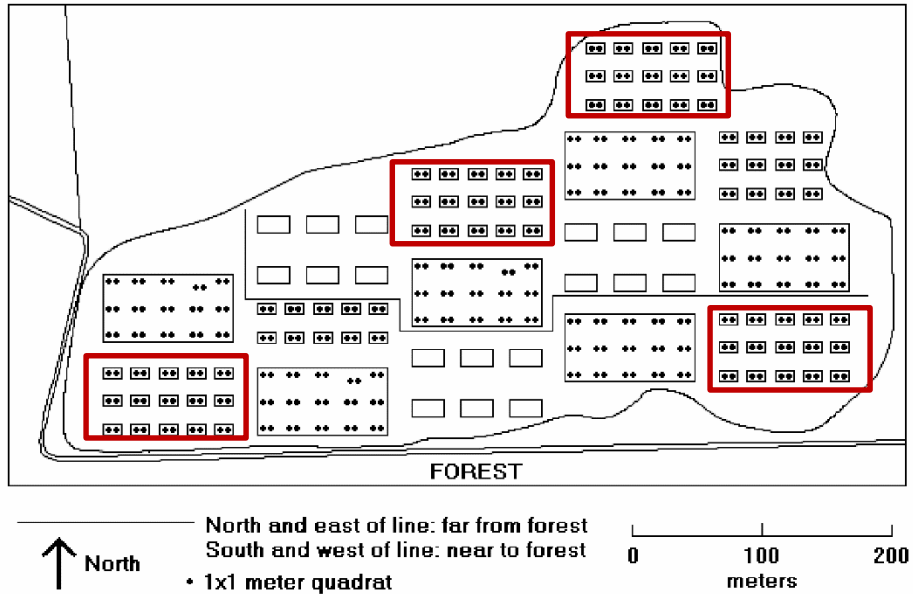 FOREST
North and east of line: far from forest
South and west of line: near to forest
North
• 1x1 meter quadrat
0 100 200
meters